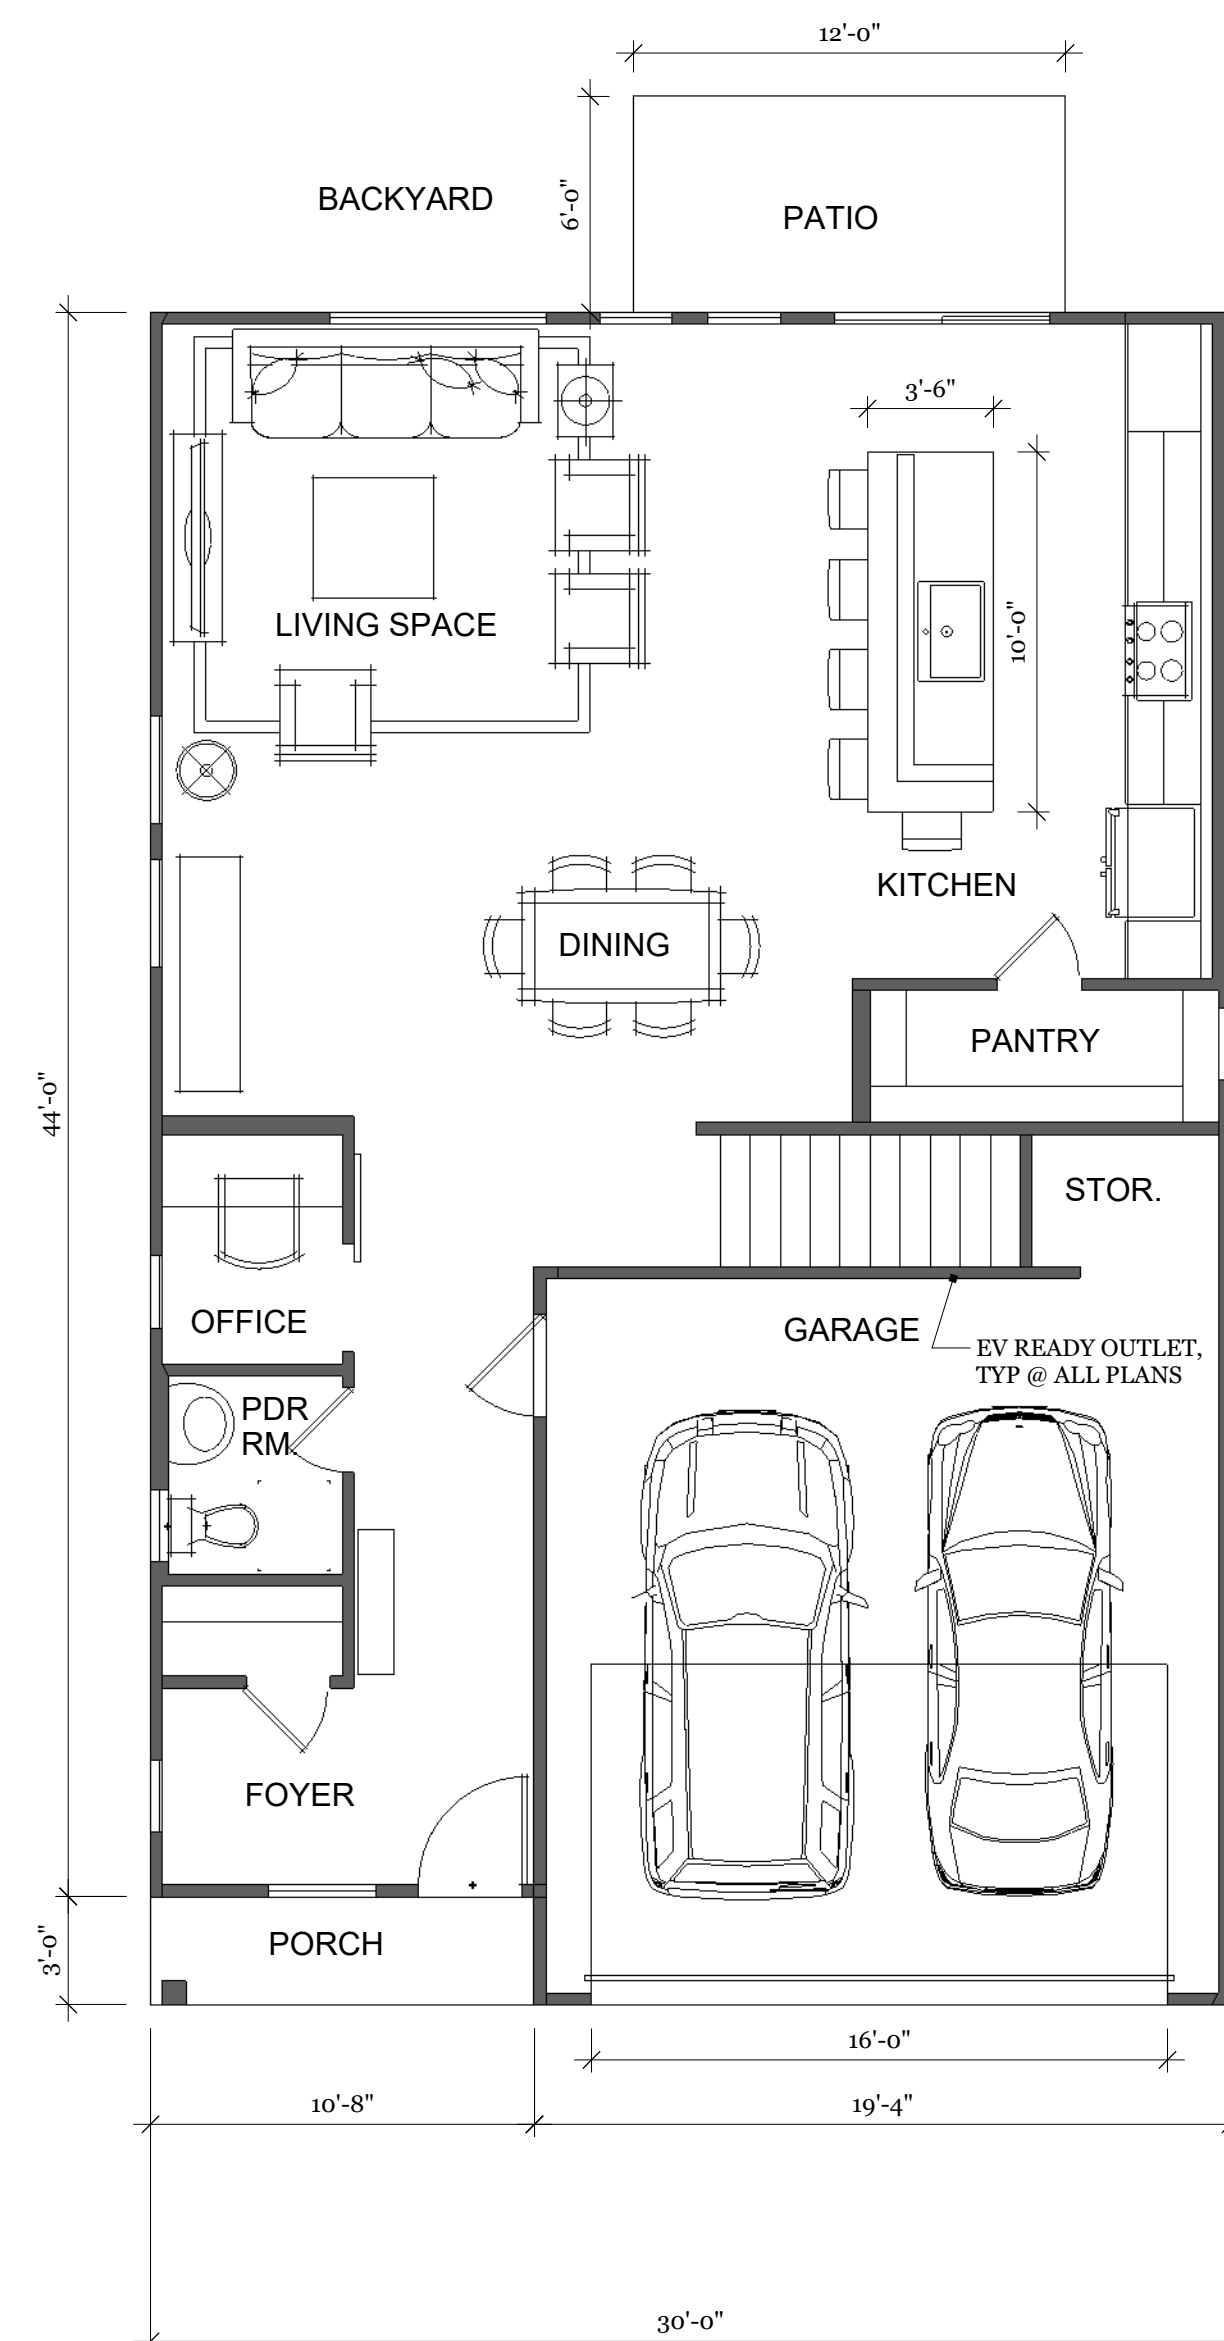 12'-0"
BACKYARD
6'-0"
PATIO
3'-6"
10'-0"
LIVING SPACE
KITCHEN
DINING
PANTRY
44'-0"
STOR.
OFFICE
GARAGE
EV READY OUTLET,
TYP @ ALL PLANS
PDR
RM.
FOYER
PORCH
3'-0"
16'-0"
10'-8"
19'-4"
30'-0"